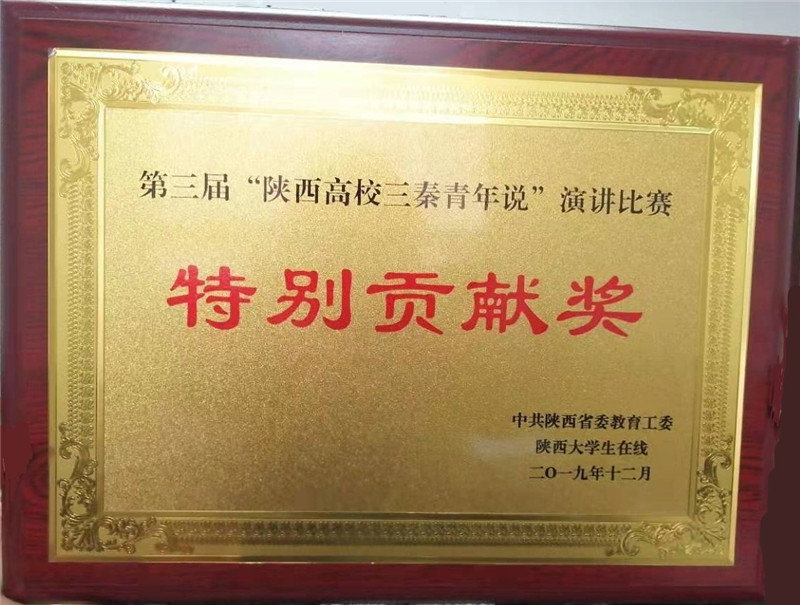 第三届“陕西高校三秦青年说”演讲比赛
特别贡献奖
中共陕西省委教育工委
陕西大学生在线
二〇一九年十二月